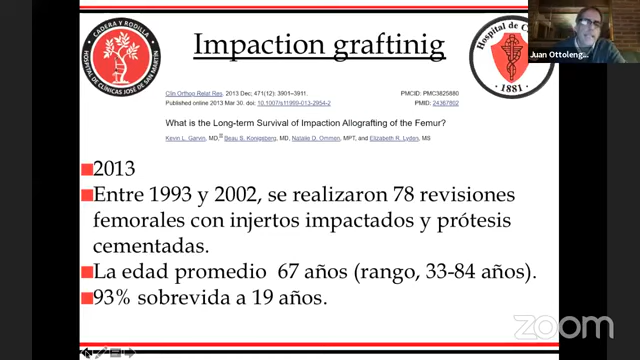 CADERA Y RODILLA
HOSPITAL DE CLÍNICAS JOSÉ DE SAN MARTÍN
Impaction graftinig
Hospital de C
1881
Juan Ottoleng...
Clin Orthop Relat Res. 2013 Dec; 471(12): 3901–3911.
PMCID: PMC3825680
Published online 2013 Mar 30. doi: 10.1007/s11999-013-2954-2
PMID: 24367802
What is the Long-term Survival of Impaction Allografting of the Femur?
Kevin L. Garvin, MD, Beau S. Konigsberg, MD, Natalie D. Ommen, MPT, and Elizabeth R. Lyden, MS
2013
Entre 1993 y 2002, se realizaron 78 revisiones
femorales con injertos impactados y prótesis
cementadas.
La edad promedio 67 años (rango, 33-84 años).
93% sobrevida a 19 años.
zoom